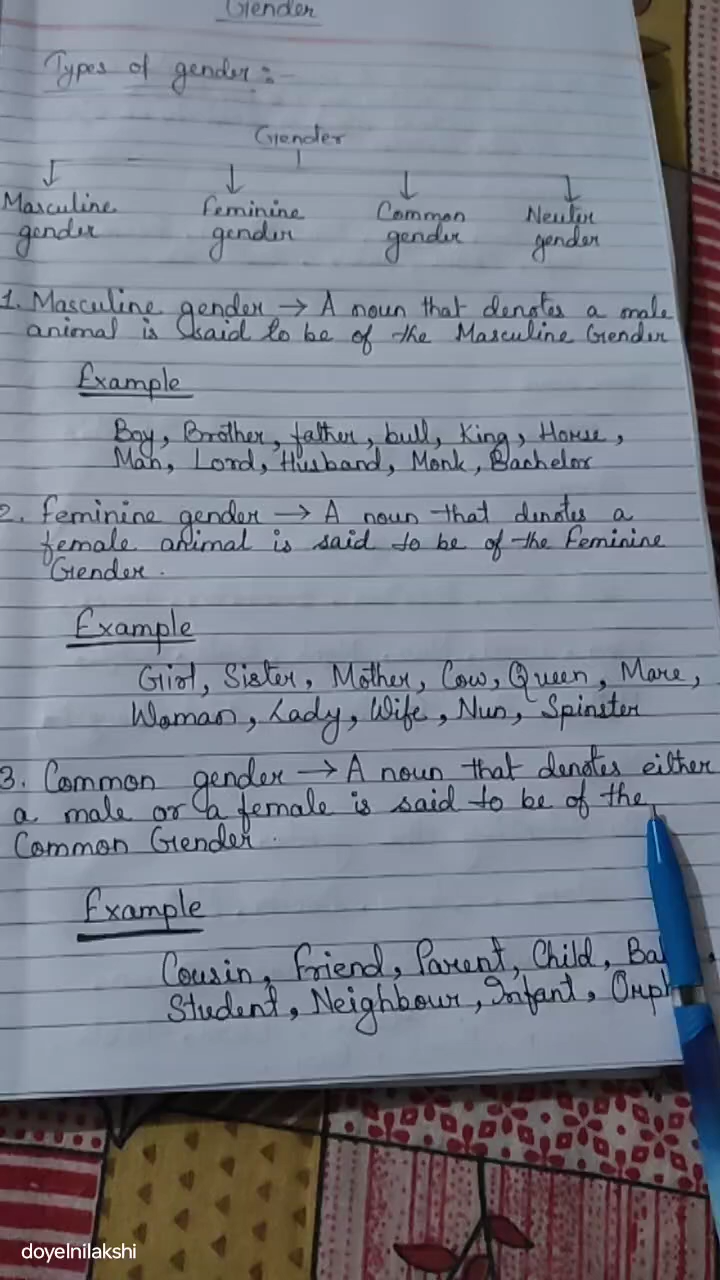 Gender
Types of gender :-
Gender
Masculine gender
Feminine gender
Common gender
Neuter gender
1. Masculine gender → A noun that denotes a male
animal is said to be of the Masculine Gender
Example
Boy, Brother, father, bull, King, Horse,
Man, Lord, Husband, Monk, Bachelor
2. Feminine gender → A noun that denotes a
female animal is said to be of the Feminine
Gender.
Example
Girl, Sister, Mother, Cow, Queen, Mare,
Woman, Lady, Wife, Nun, Spinster
3. Common gender → A noun that denotes either
a male or a female is said to be of the
Common Gender.
Example
Cousin, Friend, Parent, Child,
Student, Neighbour, Infant,
doyelnilakshi